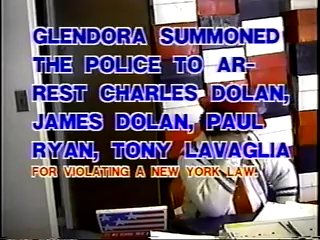 GLENDORA SUMMONED
THE POLICE TO AR-
REST CHARLES DOLAN,
JAMES DOLAN, PAUL
RYAN, TONY LAVAGLIA
FOR VIOLATING A NEW YORK LAW.